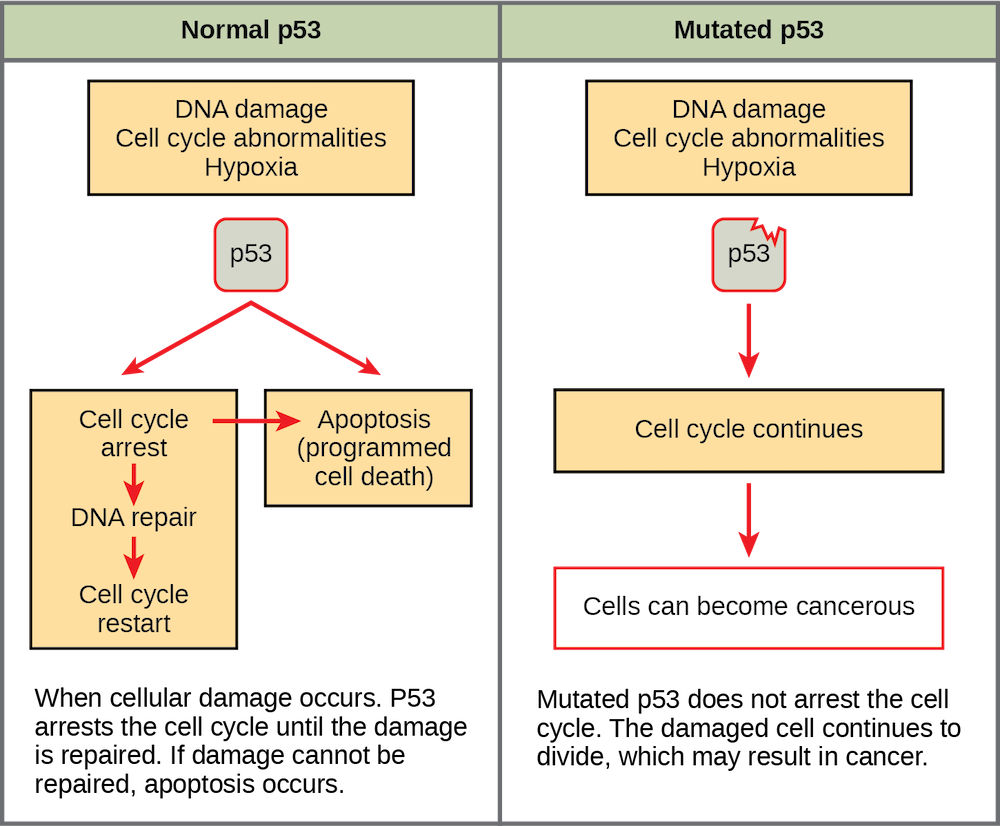 Normal p53
DNA damage
Cell cycle abnormalities
Hypoxia
p53
Cell cycle
arrest
DNA repair
Cell cycle
restart
Apoptosis
(programmed
cell death)
When cellular damage occurs. P53
arrests the cell cycle until the damage
is repaired. If damage cannot be
repaired, apoptosis occurs.
Mutated p53
DNA damage
Cell cycle abnormalities
Hypoxia
p53
Cell cycle continues
Cells can become cancerous
Mutated p53 does not arrest the cell
cycle. The damaged cell continues to
divide, which may result in cancer.